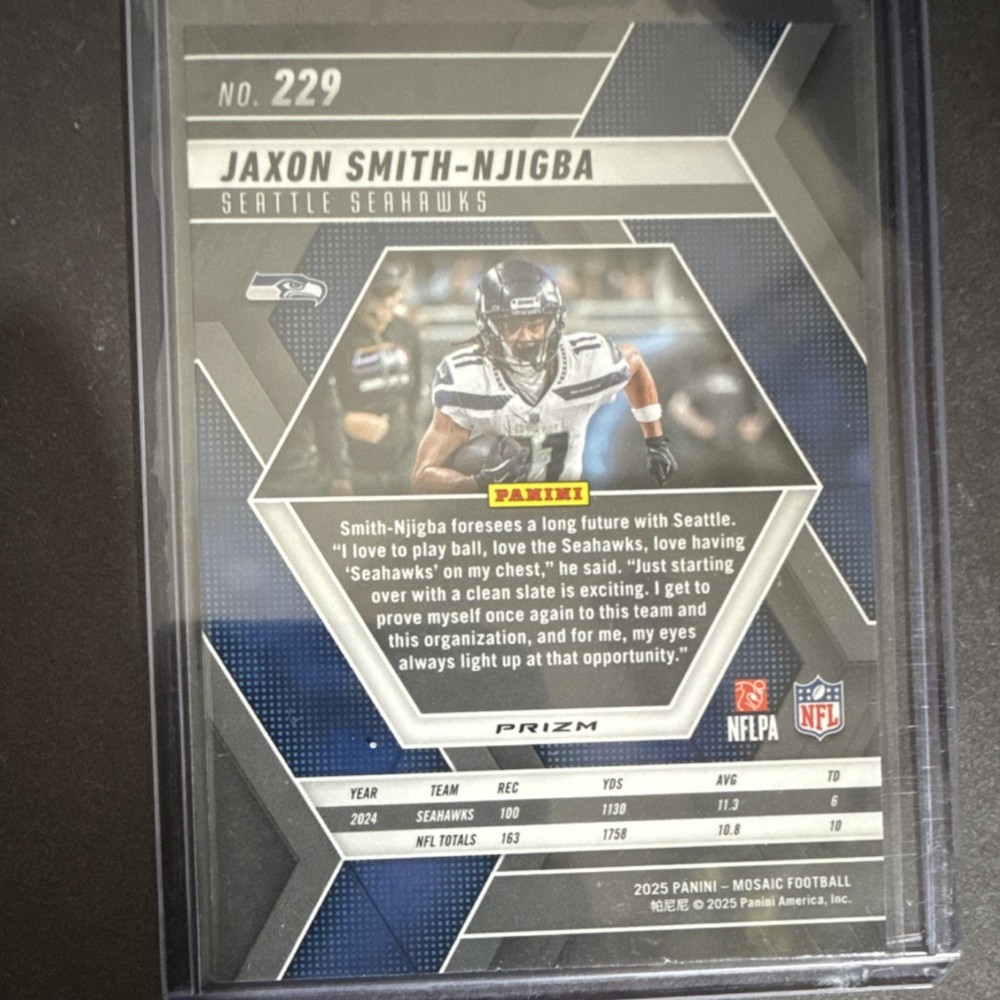 NO. 229
JAXON SMITH-NJIGBA
SEATTLE SEAHAWKS
11 11
11
PANINI
Smith-Njigba foresees a long future with Seattle.
“I love to play ball, love the Seahawks, love having
‘Seahawks’ on my chest,” he said. “Just starting
over with a clean slate is exciting. I get to
prove myself once again to this team and
this organization, and for me, my eyes
always light up at that opportunity.”
PRIZM
NFLPA NFL
YEAR TEAM REC YDS AVG TD
2024 SEAHAWKS 100 1130 11.3 6
NFL TOTALS 163 1758 10.8 10
2025 PANINI – MOSAIC FOOTBALL
帕尼尼 © 2025 Panini America, Inc.